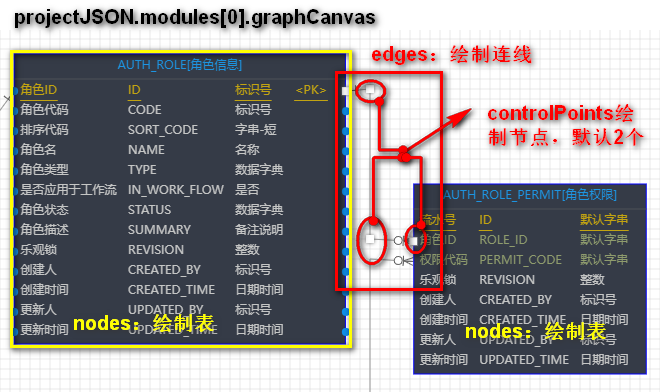 projectJSON.modules[0].graphCanvas
edges：绘制连线
controlPoints绘
制节点，默认2个
AUTH_ROLE[角色信息]
角色ID ID 标识号 <PK>
角色代码 CODE 标识号
排序代码 SORT_CODE 字串-短
角色名 NAME 名称
角色类型 TYPE 数据字典
是否应用于工作流 IN_WORK_FLOW 是否
角色状态 STATUS 数据字典
角色描述 SUMMARY 备注说明
乐观锁 REVISION 整数
创建人 CREATED_BY 标识号
创建时间 CREATED_TIME 日期时间
更新人 UPDATED_BY 标识号
更新时间 UPDATED_TIME 日期时间
nodes：绘制表
AUTH_ROLE_PERMIT[角色权限]
流水号 ID 默认字串
角色ID ROLE_ID 默认字串
权限代码 PERMIT_CODE 默认字串
乐观锁 REVISION 整数
创建人 CREATED_BY 标识号
创建时间 CREATED_TIME 日期时间
更新人 UPDATED_BY 标识号
更新时间 UPDATED_TIME 日期时间
nodes：绘制表